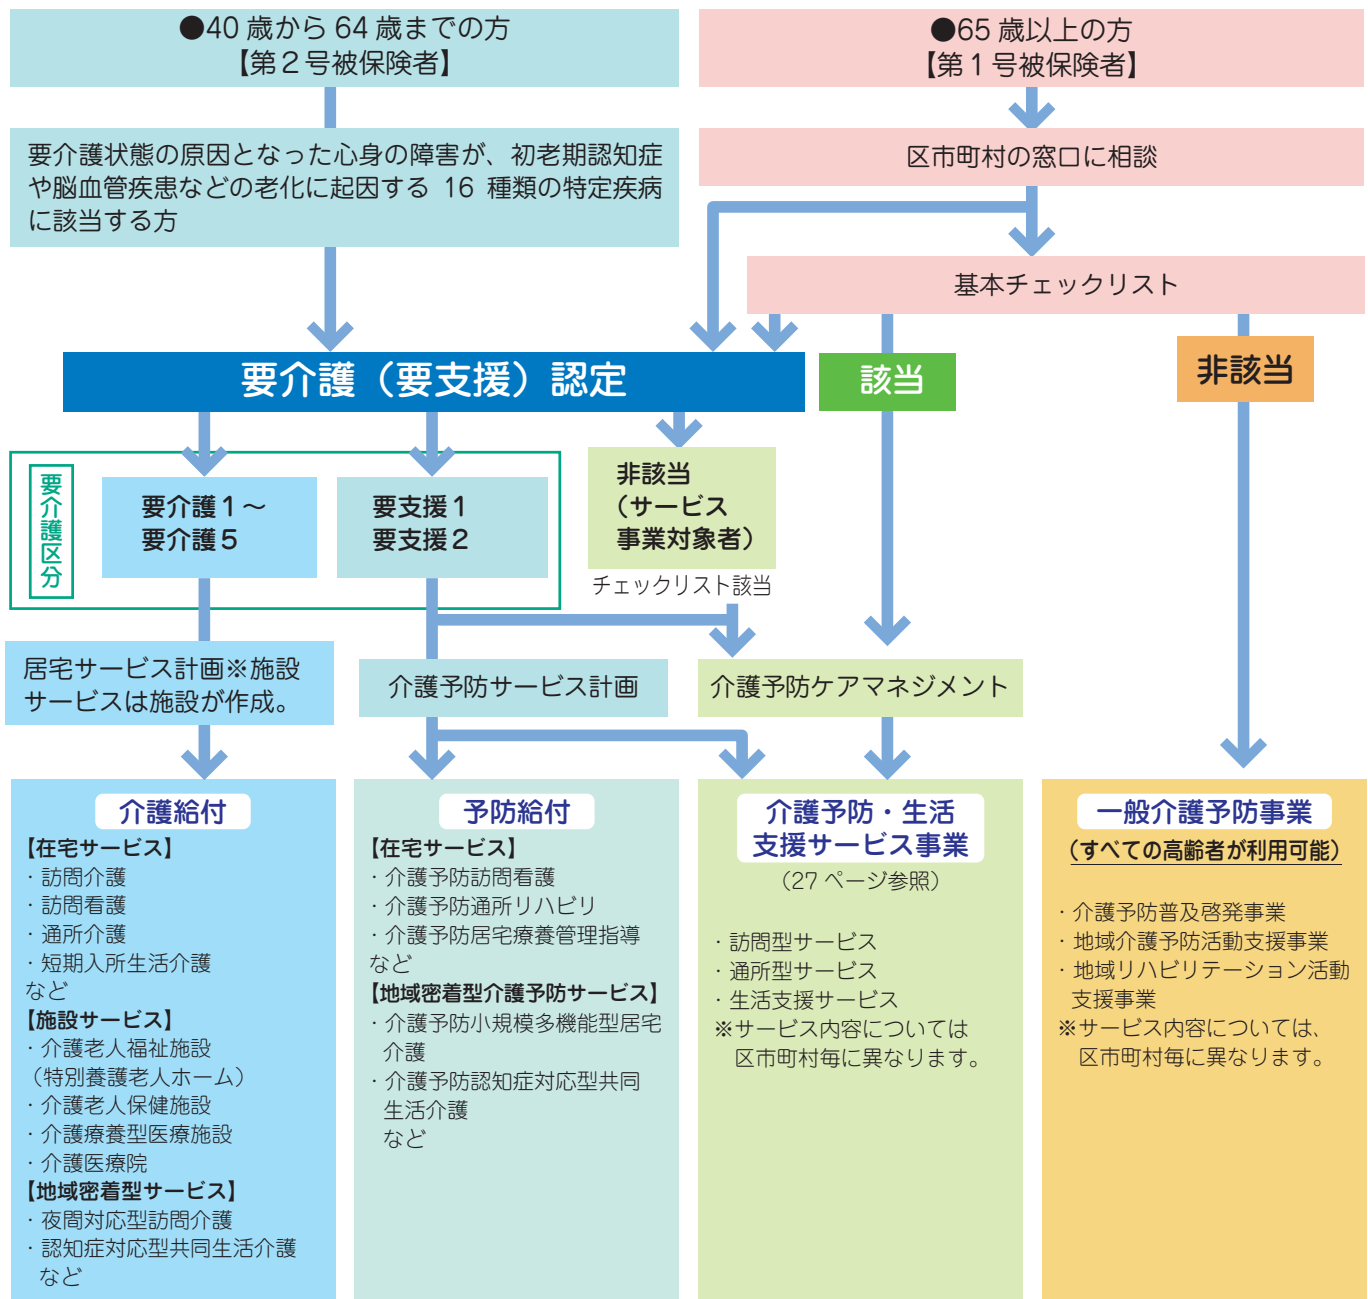 ●40 歳から 64 歳までの方
【第２号被保険者】
●65 歳以上の方
【第１号被保険者】
要介護状態の原因となった心身の障害が、初老期認知症
や脳血管疾患などの老化に起因する 16 種類の特定疾病
に該当する方
区市町村の窓口に相談
基本チェックリスト
要介護（要支援）認定
該当
非該当
要介護区分
要介護１～
要介護５
要支援１
要支援２
非該当
（サービス
事業対象者）
チェックリスト該当
居宅サービス計画※施設
サービスは施設が作成。
介護予防サービス計画
介護予防ケアマネジメント
介護給付
【在宅サービス】
・訪問介護
・訪問看護
・通所介護
・短期入所生活介護
など
【施設サービス】
・介護老人福祉施設
（特別養護老人ホーム）
・介護老人保健施設
・介護療養型医療施設
・介護医療院
【地域密着型サービス】
・夜間対応型訪問介護
・認知症対応型共同生活介護
など
予防給付
【在宅サービス】
・介護予防訪問看護
・介護予防通所リハビリ
・介護予防居宅療養管理指導
など
【地域密着型介護予防サービス】
・介護予防小規模多機能型居宅
介護
・介護予防認知症対応型共同
生活介護
など
介護予防・生活
支援サービス事業
（27 ページ参照）
・訪問型サービス
・通所型サービス
・生活支援サービス
※サービス内容については
区市町村毎に異なります。
一般介護予防事業
（すべての高齢者が利用可能）
・介護予防普及啓発事業
・地域介護予防活動支援事業
・地域リハビリテーション活動
支援事業
※サービス内容については、
区市町村毎に異なります。